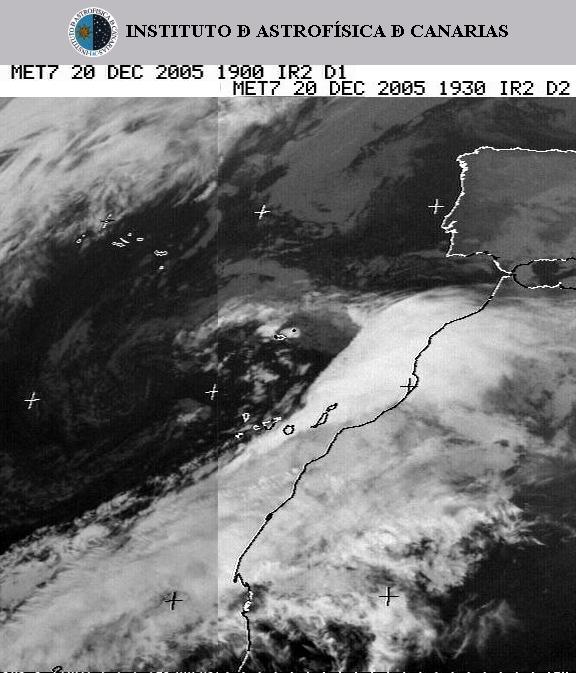 INSTITUTO D ASTROFÍSICA D CANARIAS
MET7 20 DEC 2005 1900 IR2 D1
MET7 20 DEC 2005 1930 IR2 D2